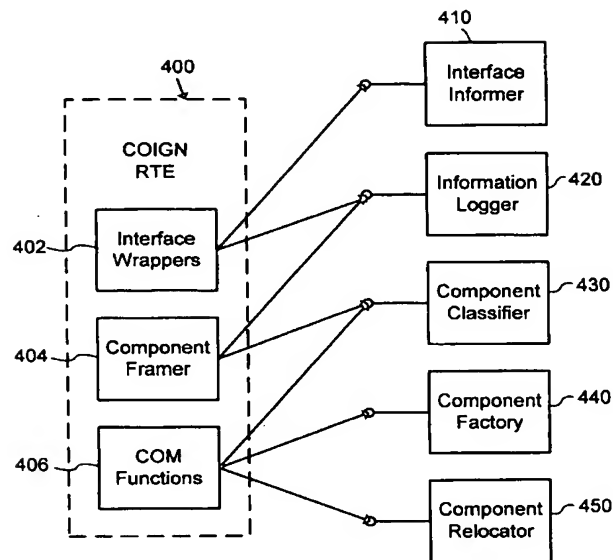 400
COIGN
RTE
402
Interface
Wrappers
404
Component
Framer
406
COM
Functions
410
Interface
Informer
420
Information
Logger
430
Component
Classifier
440
Component
Factory
450
Component
Relocator